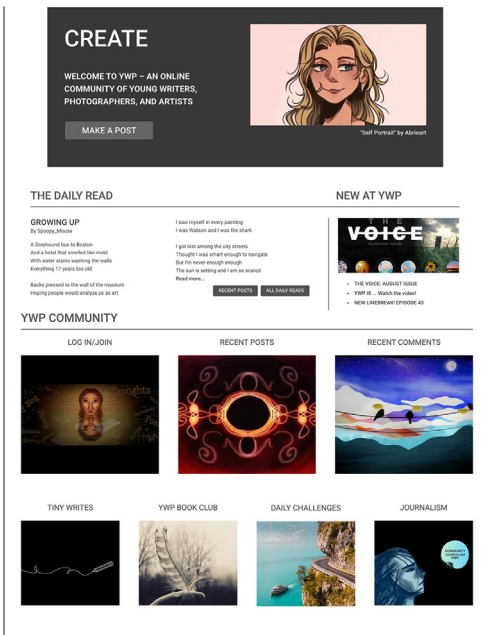 CREATE
WELCOME TO YWP – AN ONLINE
COMMUNITY OF YOUNG WRITERS,
PHOTOGRAPHERS, AND ARTISTS
MAKE A POST
"Self Portrait" by Abrieart
THE DAILY READ
GROWING UP
By Spoopy_Mouse
A Greyhound bus to Boston
And a hotel that smelled like mold
With water stains washing the walls
Everything 17 years too old
Backs pressed to the wall of the museum
Hoping people would analyze us as art
I saw myself in every painting
I was Watson and I was the shark
I got lost among the city streets
Thought I was smart enough to navigate
But I'm never enough enough
The sun is setting and I am so scared
Read more...
RECENT POSTS
ALL DAILY READS
NEW AT YWP
THE
VOICE
THE VOICE: AUGUST ISSUE
YWP IS ... Watch the video!
NEW LINEBREAK! EPISODE 43
YWP COMMUNITY
LOG IN/JOIN
RECENT POSTS
RECENT COMMENTS
Thoughts
TINY WRITES
YWP BOOK CLUB
DAILY CHALLENGES
JOURNALISM
COMMUNITY
JOURNALISM